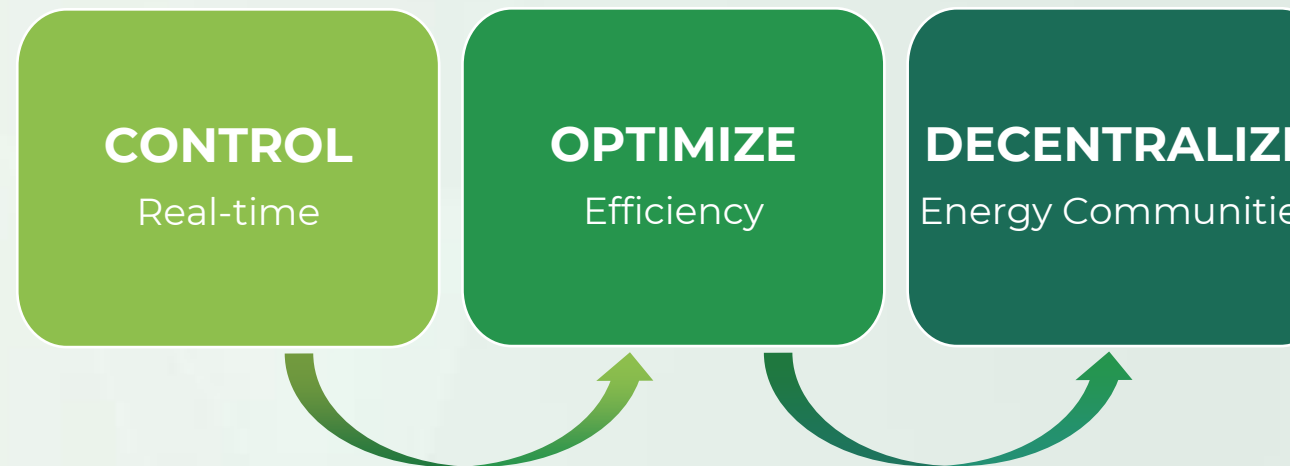 CONTROL
Real-time
OPTIMIZE
Efficiency
DECENTRALIZ
Energy Communitie